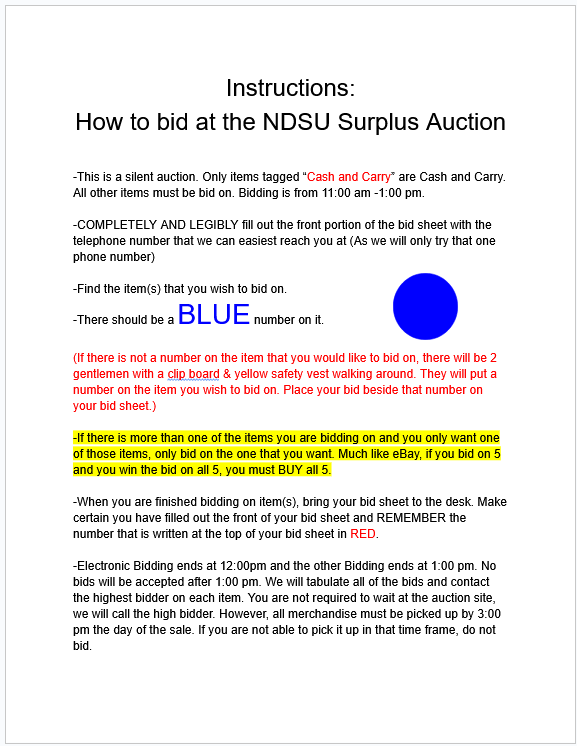 Instructions:
How to bid at the NDSU Surplus Auction
-This is a silent auction. Only items tagged “Cash and Carry” are Cash and Carry.
All other items must be bid on. Bidding is from 11:00 am -1:00 pm.
-COMPLETELY AND LEGIBLY fill out the front portion of the bid sheet with the
telephone number that we can easiest reach you at (As we will only try that one
phone number)
-Find the item(s) that you wish to bid on.
-There should be a BLUE number on it.
(If there is not a number on the item that you would like to bid on, there will be 2
gentlemen with a clip board & yellow safety vest walking around. They will put a
number on the item you wish to bid on. Place your bid beside that number on
your bid sheet.)
-If there is more than one of the items you are bidding on and you only want one
of those items, only bid on the one that you want. Much like eBay, if you bid on 5
and you win the bid on all 5, you must BUY all 5.
-When you are finished bidding on item(s), bring your bid sheet to the desk. Make
certain you have filled out the front of your bid sheet and REMEMBER the
number that is written at the top of your bid sheet in RED.
-Electronic Bidding ends at 12:00pm and the other Bidding ends at 1:00 pm. No
bids will be accepted after 1:00 pm. We will tabulate all of the bids and contact
the highest bidder on each item. You are not required to wait at the auction site,
we will call the high bidder. However, all merchandise must be picked up by 3:00
pm the day of the sale. If you are not able to pick it up in that time frame, do not
bid.